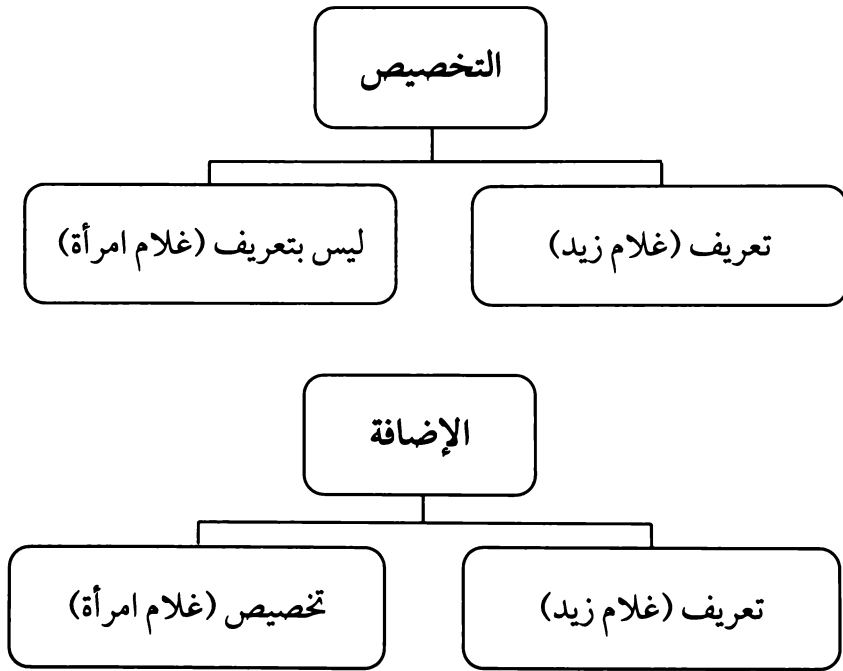 التخصيص
تعريف (غلام زيد)
ليس بتعريف (غلام امرأة)
الإضافة
تعريف (غلام زيد)
تخصيص (غلام امرأة)